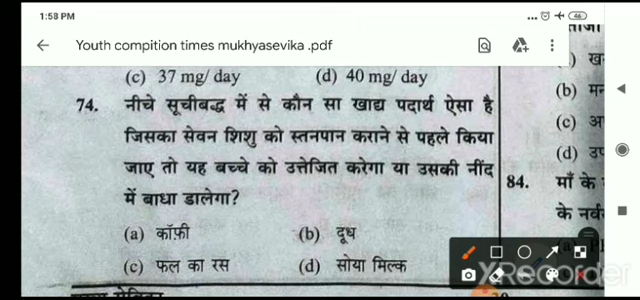 1:58 PM
46
Youth compition times mukhyasevika .pdf
(c) 37 mg/ day (d) 40 mg/ day
74. नीचे सूचीबद्ध में से कौन सा खाद्य पदार्थ ऐसा है
जिसका सेवन शिशु को स्तनपान कराने से पहले किया
जाए तो यह बच्चे को उत्तेजित करेगा या उसकी नींद
में बाधा डालेगा?
(a) कॉफ़ी (b) दूध
(c) फल का रस (d) सोया मिल्क
(b)
(c)
(d)
84. माँ के
के
XRecorder